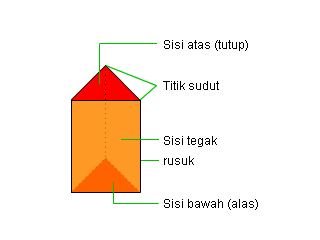 Sisi atas (tutup)
Titik sudut
Sisi tegak
rusuk
Sisi bawah (alas)